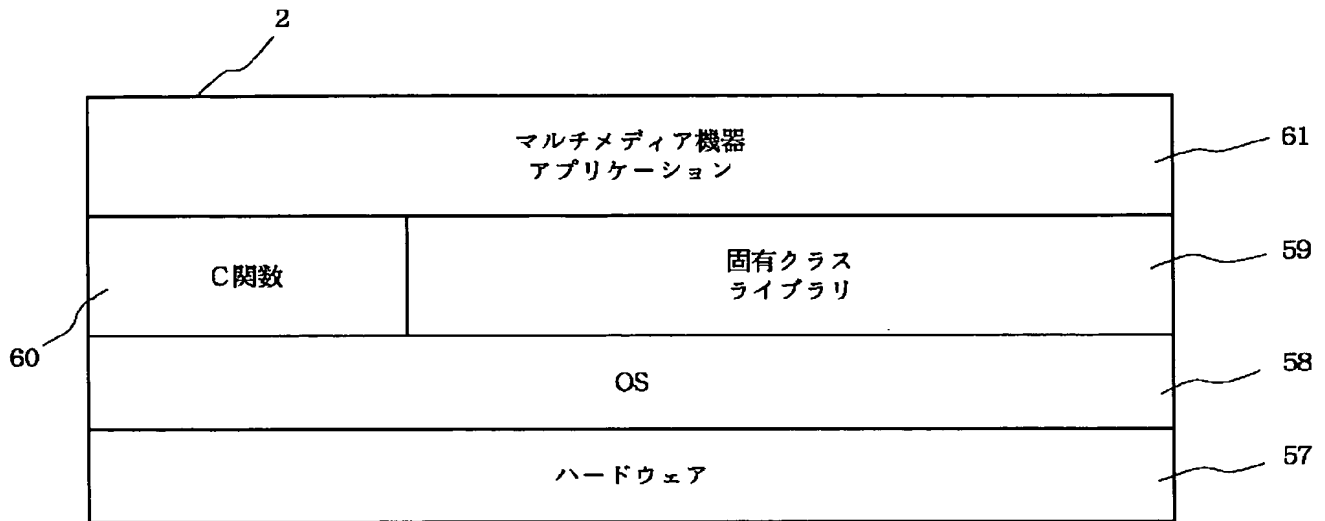 2
マルチメディア機器
アプリケーション
61
C関数
固有クラス
ライブラリ
59
60
OS
58
ハードウェア
57